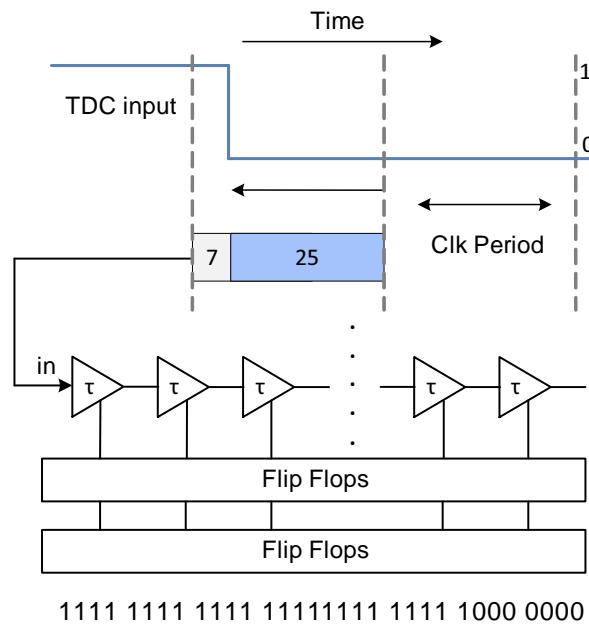 Time
1
TDC input
0
Clk Period
7 25
in
τ τ τ τ τ
Flip Flops
Flip Flops
1111 1111 1111 11111111 1111 1000 0000